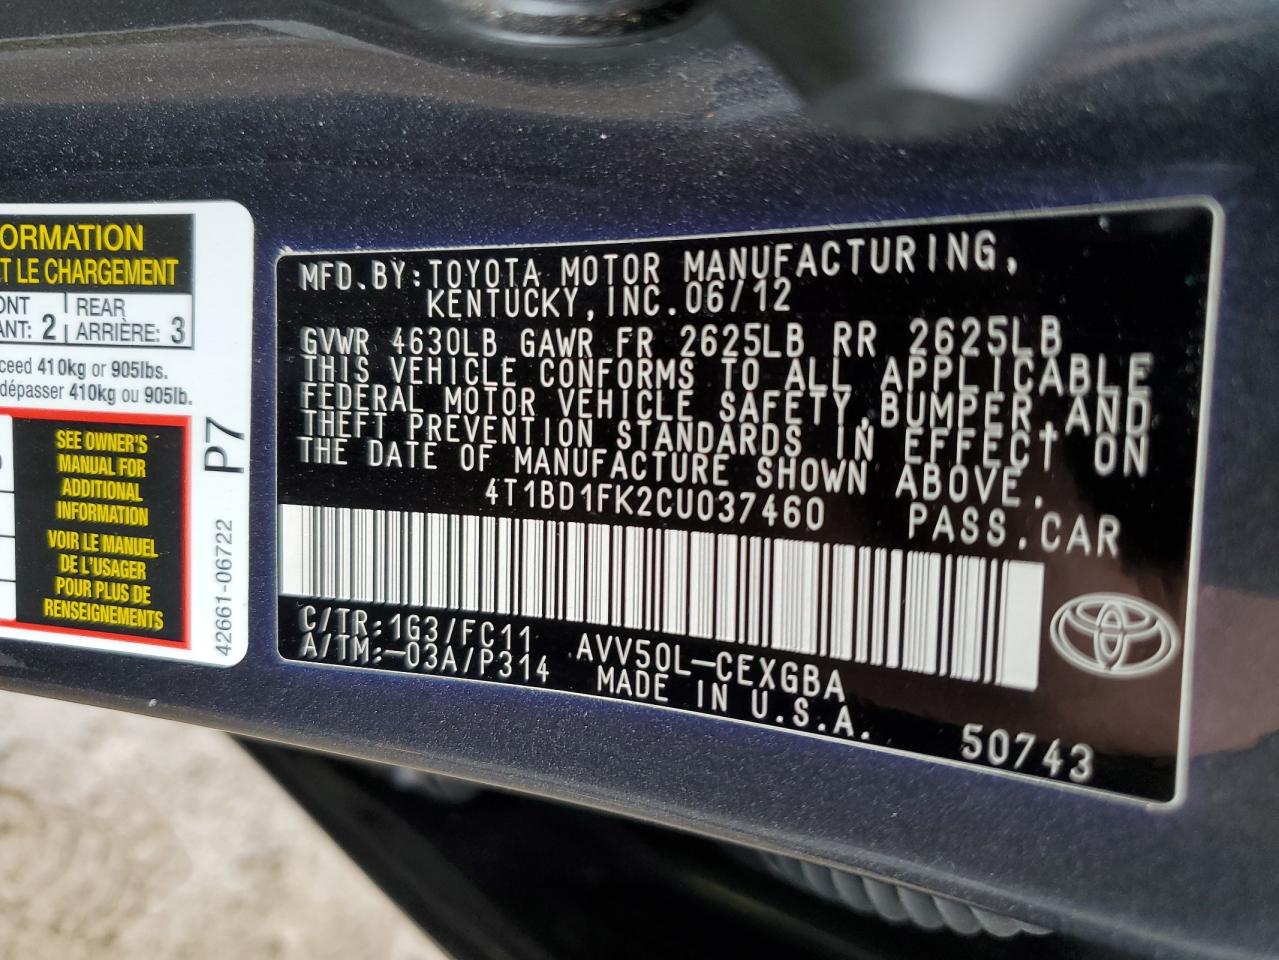 ORMATION
ET LE CHARGEMENT
ONT 2 REAR
ANT: ARRIÈRE: 3
ceed 410kg or 905lbs.
dépasser 410kg ou 905lb.
SEE OWNER'S
MANUAL FOR
ADDITIONAL
INFORMATION
VOIR LE MANUEL
DE L'USAGER
POUR PLUS DE
RENSEIGNEMENTS
P7
42661-06722
MFD.BY:TOYOTA MOTOR MANUFACTURING,
KENTUCKY,INC.06/12
GVWR 4630LB GAWR FR 2625LB RR 2625LB
THIS VEHICLE CONFORMS TO ALL APPLICABLE
FEDERAL MOTOR VEHICLE SAFETY,BUMPER,AND
THEFT PREVENTION STANDARDS IN EFFECT ON
THE DATE OF MANUFACTURE SHOWN ABOVE.
4T1BD1FK2CU037460 PASS.CAR
C/TR:1G3/FC11 AVV50L-CEXGBA
A/TM:-03A/P314 MADE IN U.S.A.
50743